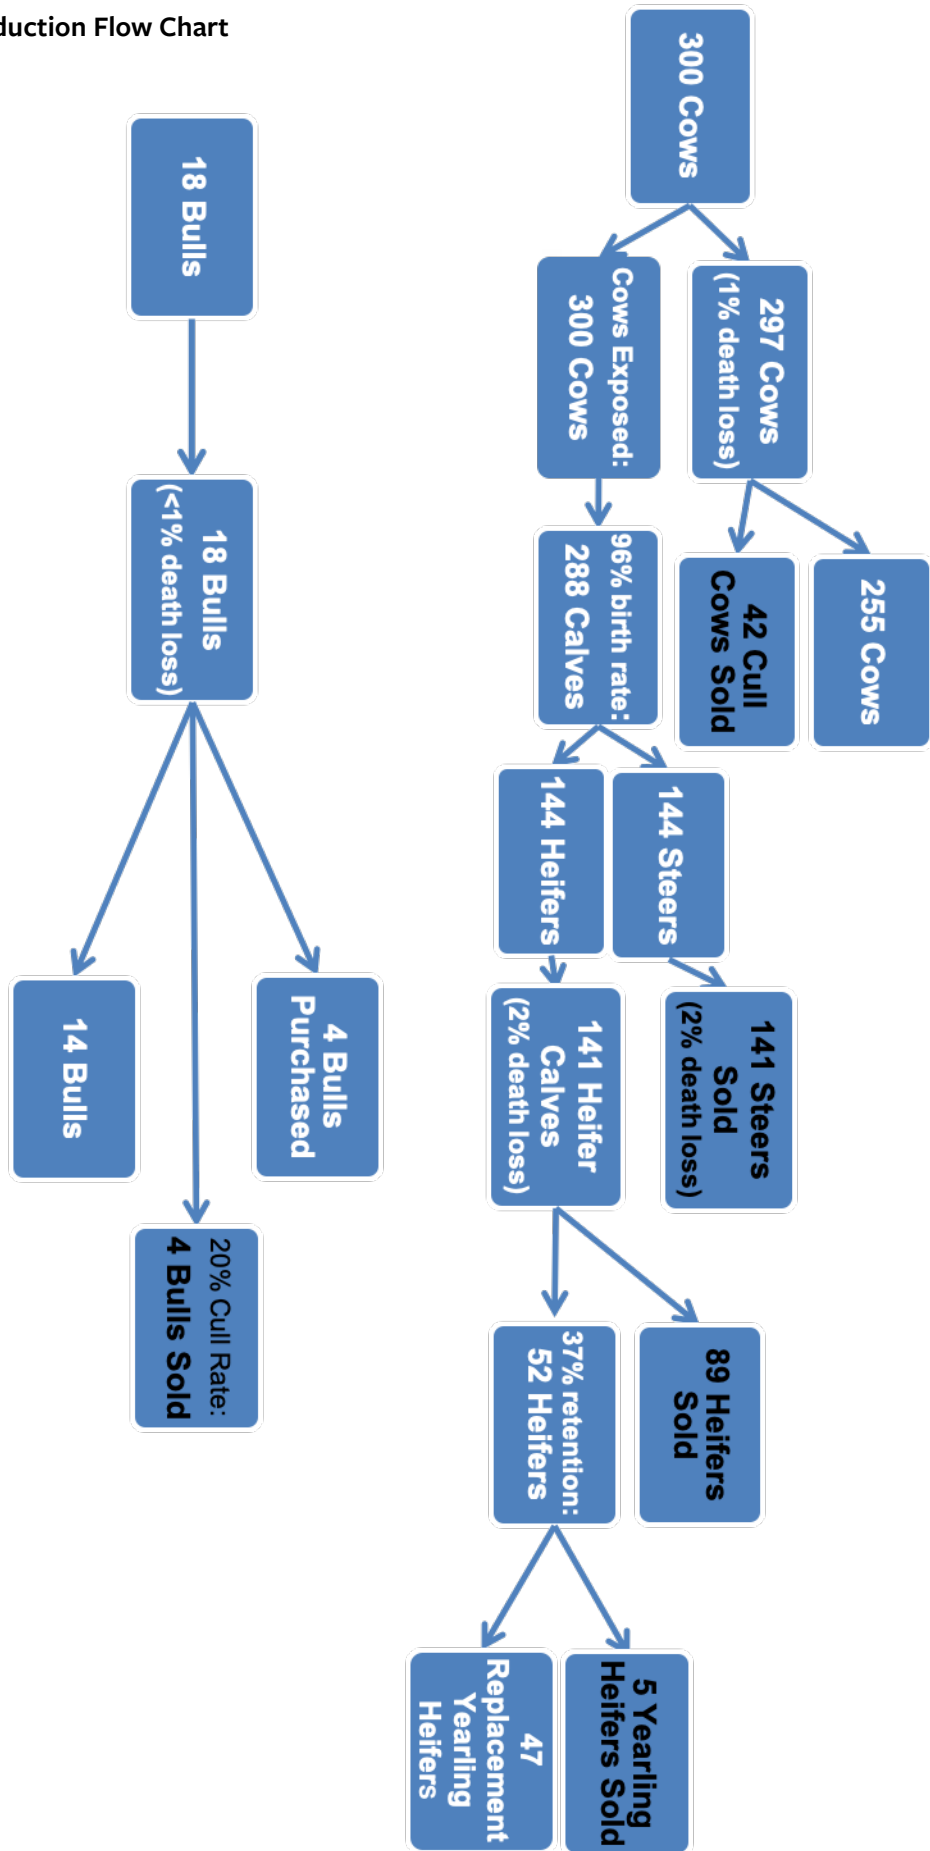 duction Flow Chart
300 Cows
297 Cows
(1% death loss)
255 Cows
42 Cull
Cows Sold
Cows Exposed:
300 Cows
96% birth rate:
288 Calves
144 Steers
141 Steers
Sold
(2% death loss)
144 Heifers
141 Heifer
Calves
(2% death loss)
89 Heifers
Sold
37% retention:
52 Heifers
5 Yearling
Heifers Sold
47
Replacement
Yearling
Heifers
18 Bulls
18 Bulls
(<1% death loss)
4 Bulls
Purchased
20% Cull Rate:
4 Bulls Sold
14 Bulls